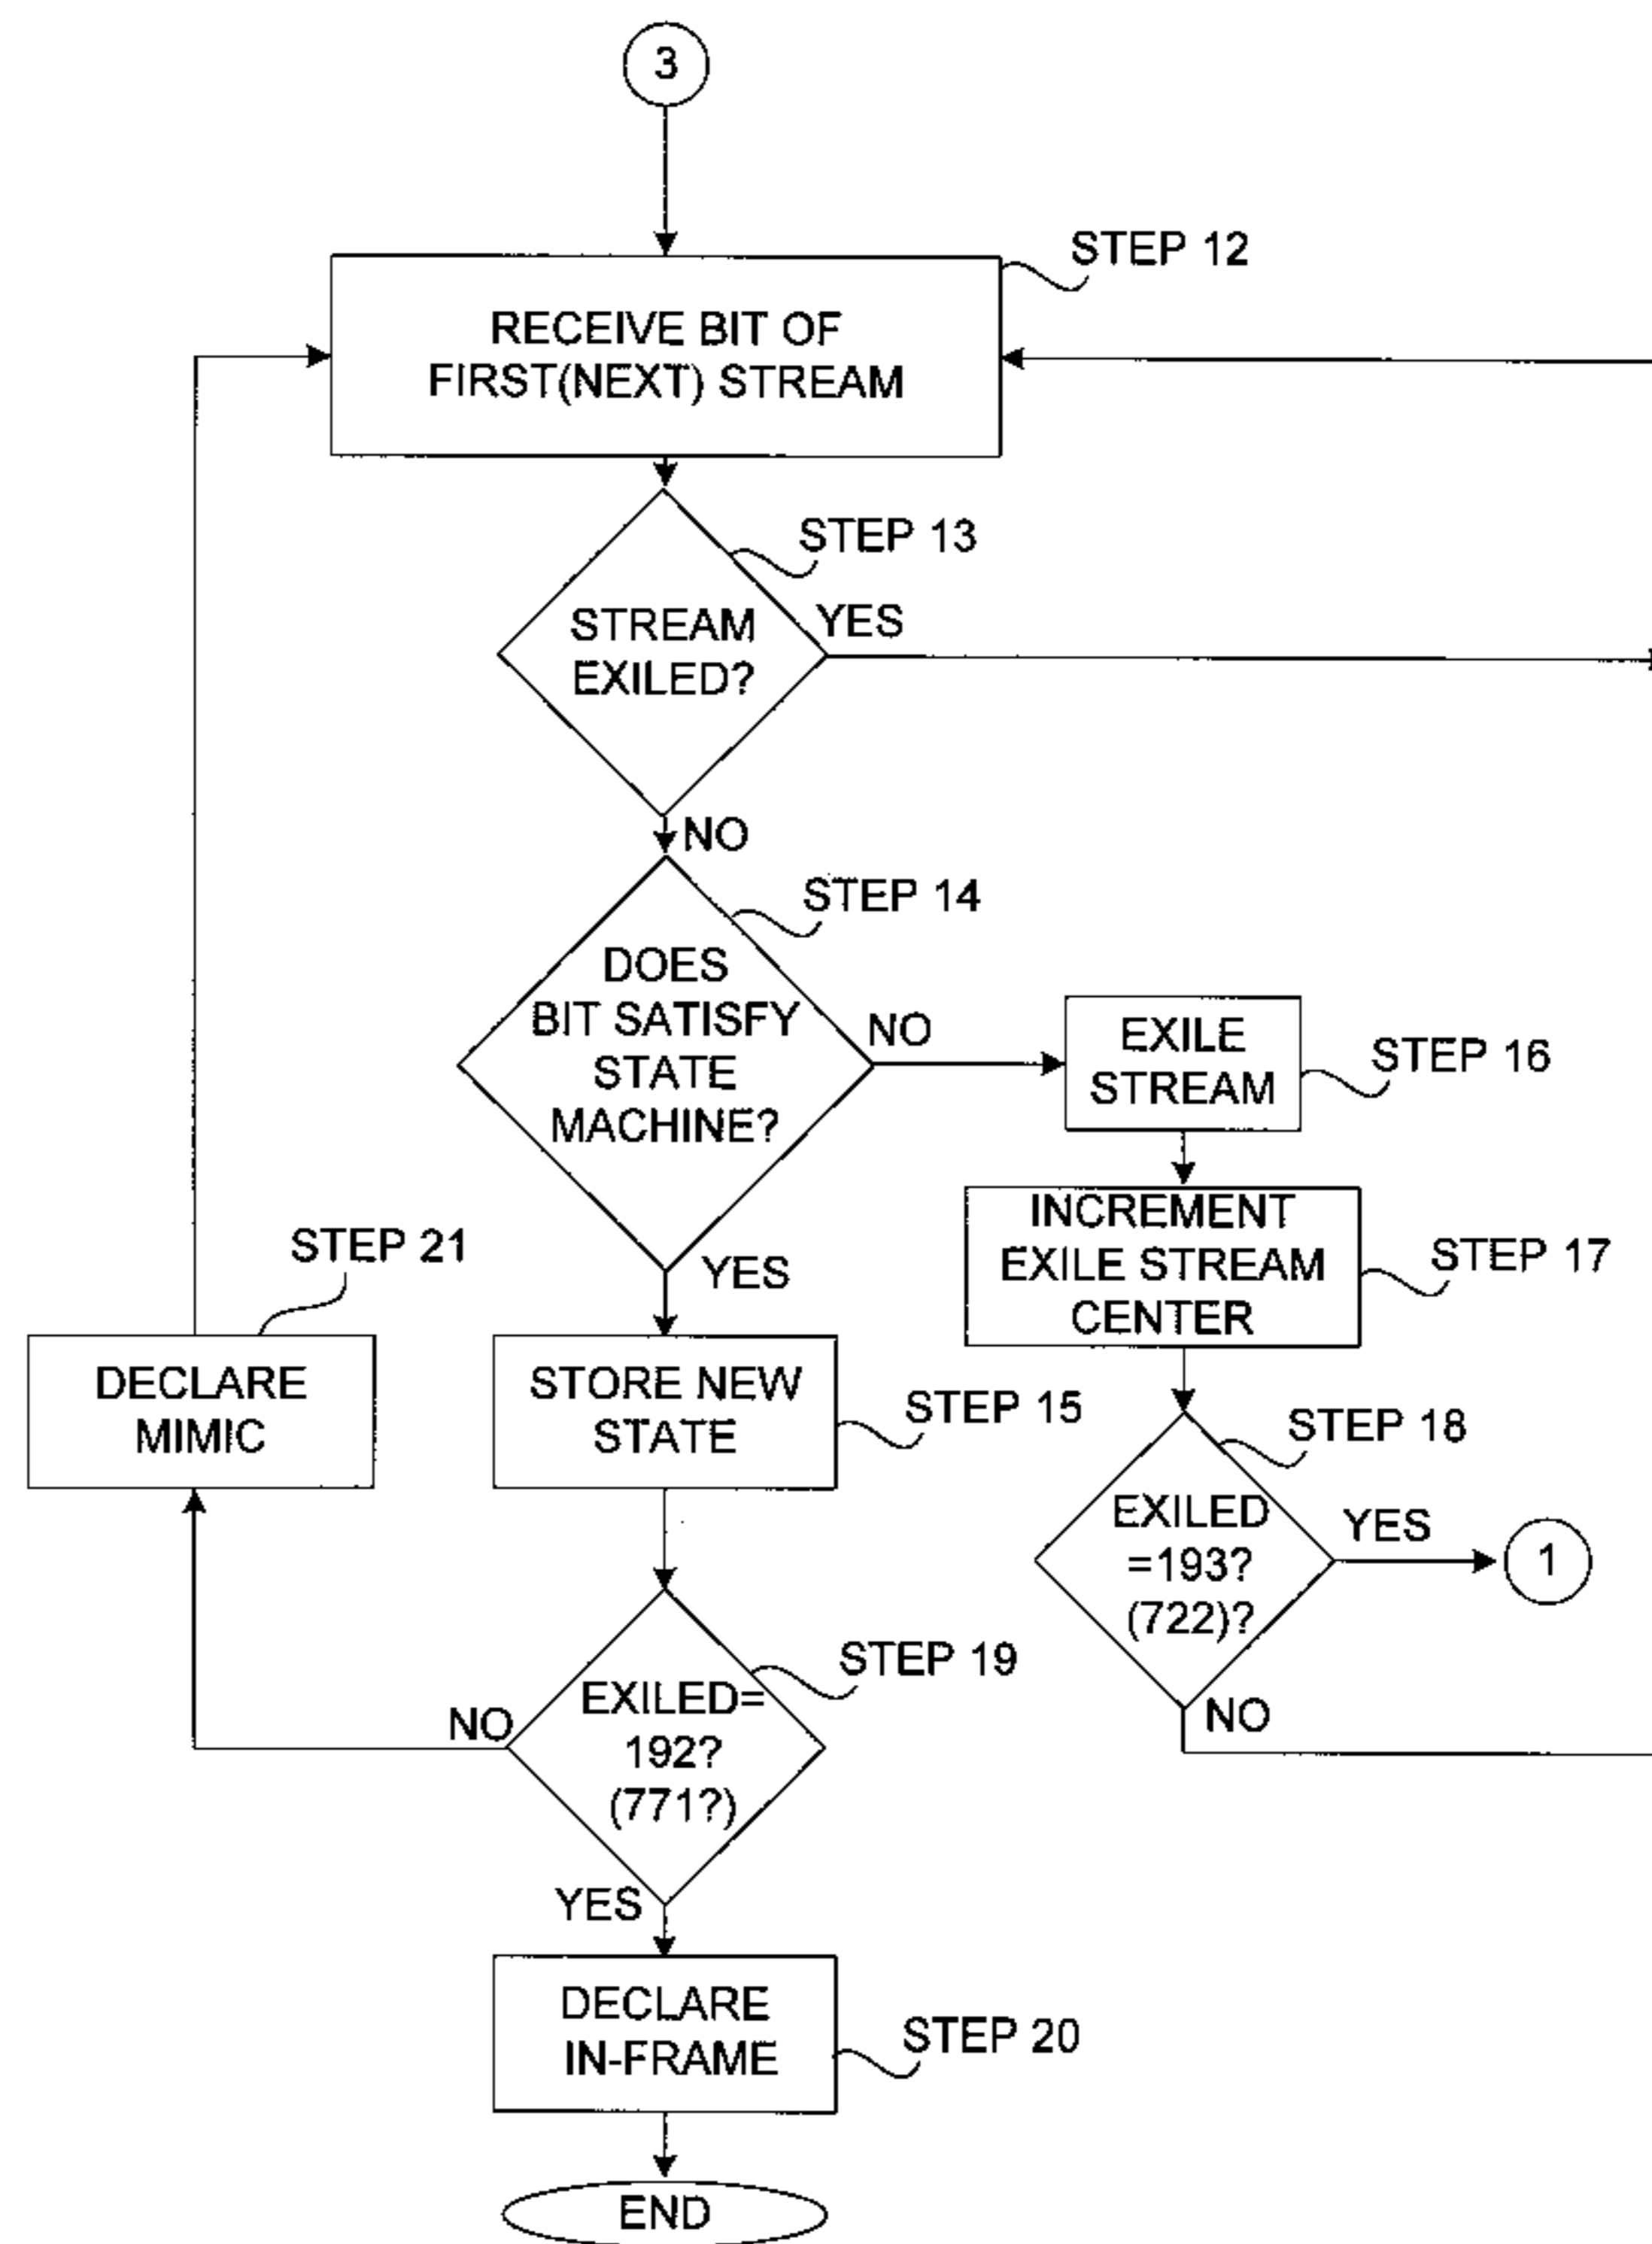 3
STEP 12
RECEIVE BIT OF
FIRST(NEXT) STREAM
STEP 13
STREAM
EXILED?
YES
NO
STEP 14
DOES
BIT SATISFY
STATE
MACHINE?
NO
EXILE
STREAM
STEP 16
INCREMENT
EXILE STREAM
CENTER
STEP 17
YES
STEP 21
DECLARE
MIMIC
STORE NEW
STATE
STEP 15
STEP 18
EXILED
=193?
(722)?
YES
1
NO
STEP 19
EXILED=
192?
(771?)
NO
YES
DECLARE
IN-FRAME
STEP 20
END